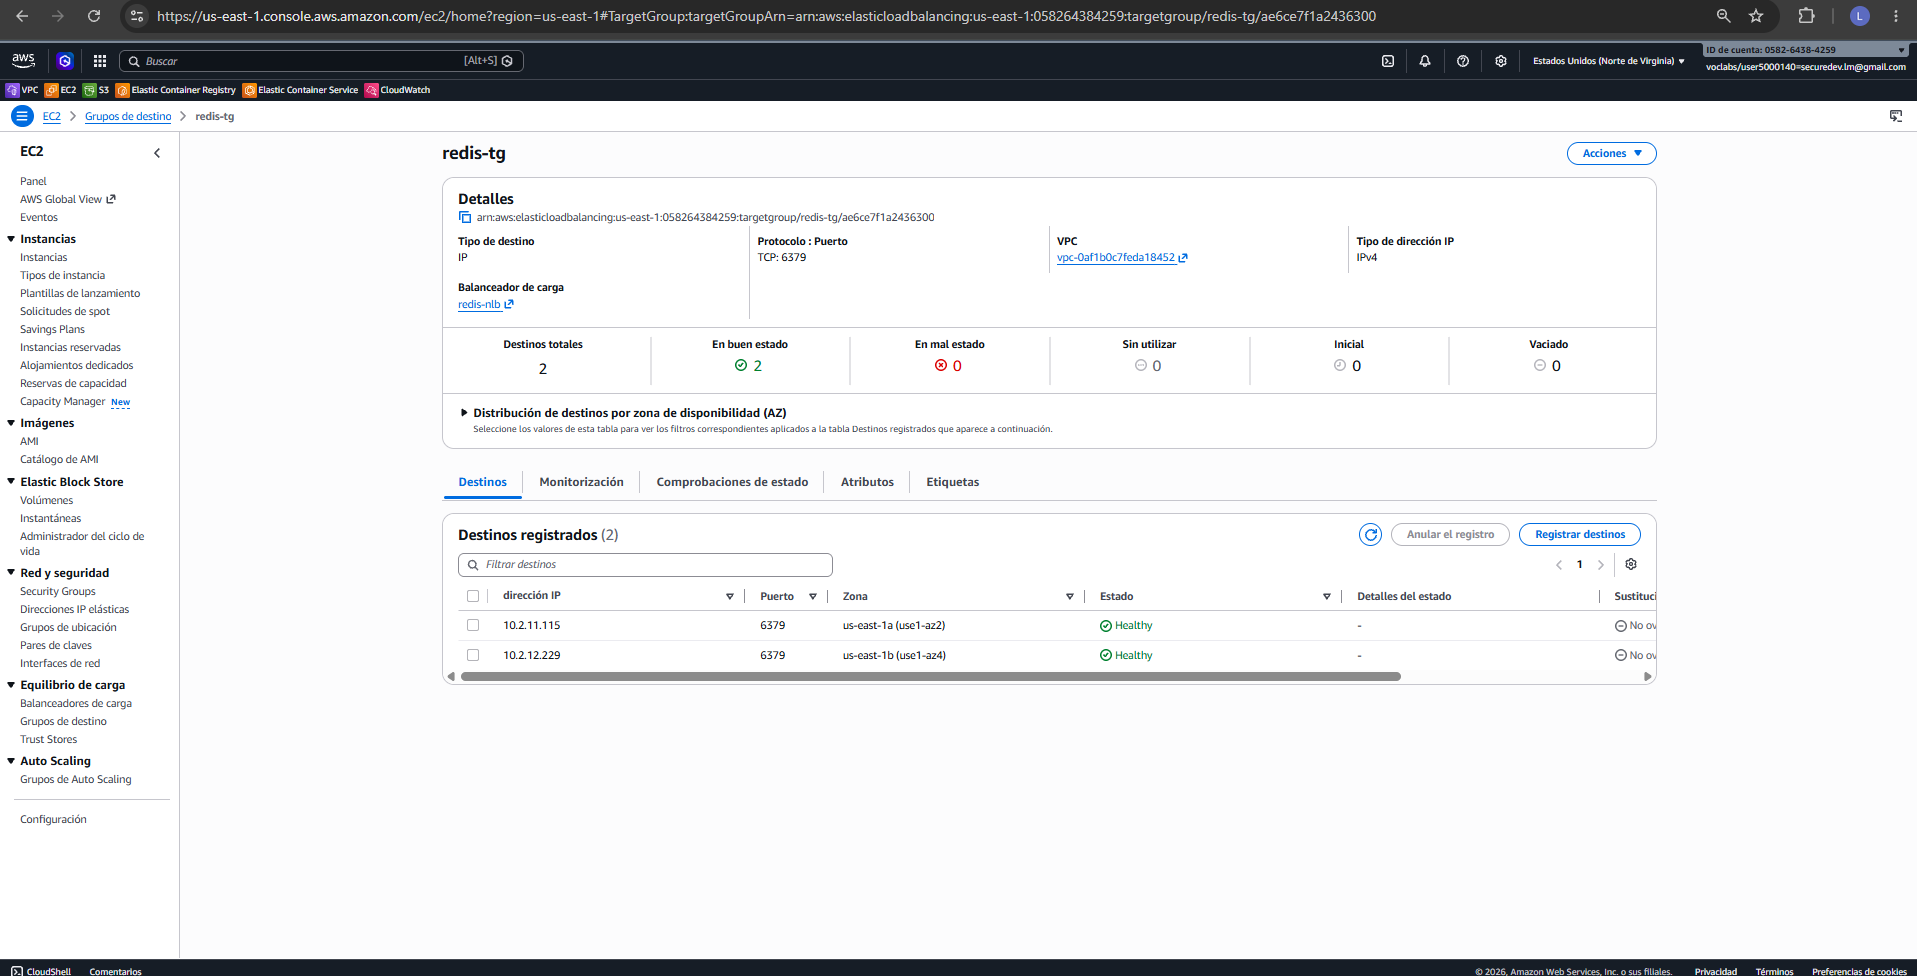 https://us-east-1.console.aws.amazon.com/ec2/home?region=us-east-1#TargetGroup:targetGroupArn=arn:aws:elasticloadbalancing:us-east-1:058264384259:targetgroup/redis-tg/ae6ce7f1a2436300
L
aws
Buscar
[Alt+S]
Estados Unidos (Norte de Virginia)
ID de cuenta: 0582-6438-4259
voclabs/user5000140=securedev.lm@gmail.com
VPC EC2 S3 Elastic Container Registry Elastic Container Service CloudWatch
EC2 Grupos de destino redis-tg
EC2
Panel
AWS Global View
Eventos
Instancias
Instancias
Tipos de instancia
Plantillas de lanzamiento
Solicitudes de spot
Savings Plans
Instancias reservadas
Alojamientos dedicados
Reservas de capacidad
Capacity Manager New
Imágenes
AMI
Catálogo de AMI
Elastic Block Store
Volúmenes
Instantáneas
Administrador del ciclo de
vida
Red y seguridad
Security Groups
Direcciones IP elásticas
Grupos de ubicación
Pares de claves
Interfaces de red
Equilibrio de carga
Balanceadores de carga
Grupos de destino
Trust Stores
Auto Scaling
Grupos de Auto Scaling
Configuración
redis-tg
Acciones
Detalles
arn:aws:elasticloadbalancing:us-east-1:058264384259:targetgroup/redis-tg/ae6ce7f1a2436300
Tipo de destino
IP
Protocolo : Puerto
TCP: 6379
VPC
vpc-0af1b0c7feda18452
Tipo de dirección IP
IPv4
Balanceador de carga
redis-nlb
Destinos totales
2
En buen estado
2
En mal estado
0
Sin utilizar
0
Inicial
0
Vaciado
0
Distribución de destinos por zona de disponibilidad (AZ)
Seleccione los valores de esta tabla para ver los filtros correspondientes aplicados a la tabla Destinos registrados que aparece a continuación.
Destinos Monitorización Comprobaciones de estado Atributos Etiquetas
Destinos registrados (2)
Anular el registro
Registrar destinos
Filtrar destinos
1
dirección IP Puerto Zona Estado Detalles del estado Sustituci
10.2.11.115 6379 us-east-1a (use1-az2) Healthy - No ov
10.2.12.229 6379 us-east-1b (use1-az4) Healthy - No ov
CloudShell Comentarios
© 2026, Amazon Web Services, Inc. o sus filiales. Privacidad Términos Preferencias de cookies